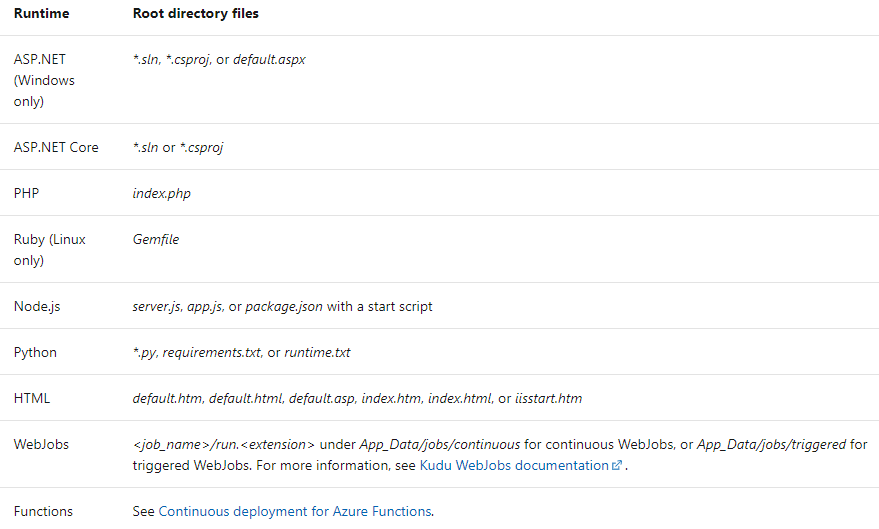 Runtime Root directory files
ASP.NET *.sln, *.csproj, or default.aspx
(Windows
only)
ASP.NET Core *.sln or *.csproj
PHP index.php
Ruby (Linux Gemfile
only)
Node.js server.js, app.js, or package.json with a start script
Python *.py, requirements.txt, or runtime.txt
HTML default.htm, default.html, default.asp, index.htm, index.html, or iisstart.htm
WebJobs <job_name>/run.<extension> under App_Data/jobs/continuous for continuous WebJobs, or App_Data/jobs/triggered for
triggered WebJobs. For more information, see Kudu WebJobs documentation .
Functions See Continuous deployment for Azure Functions.